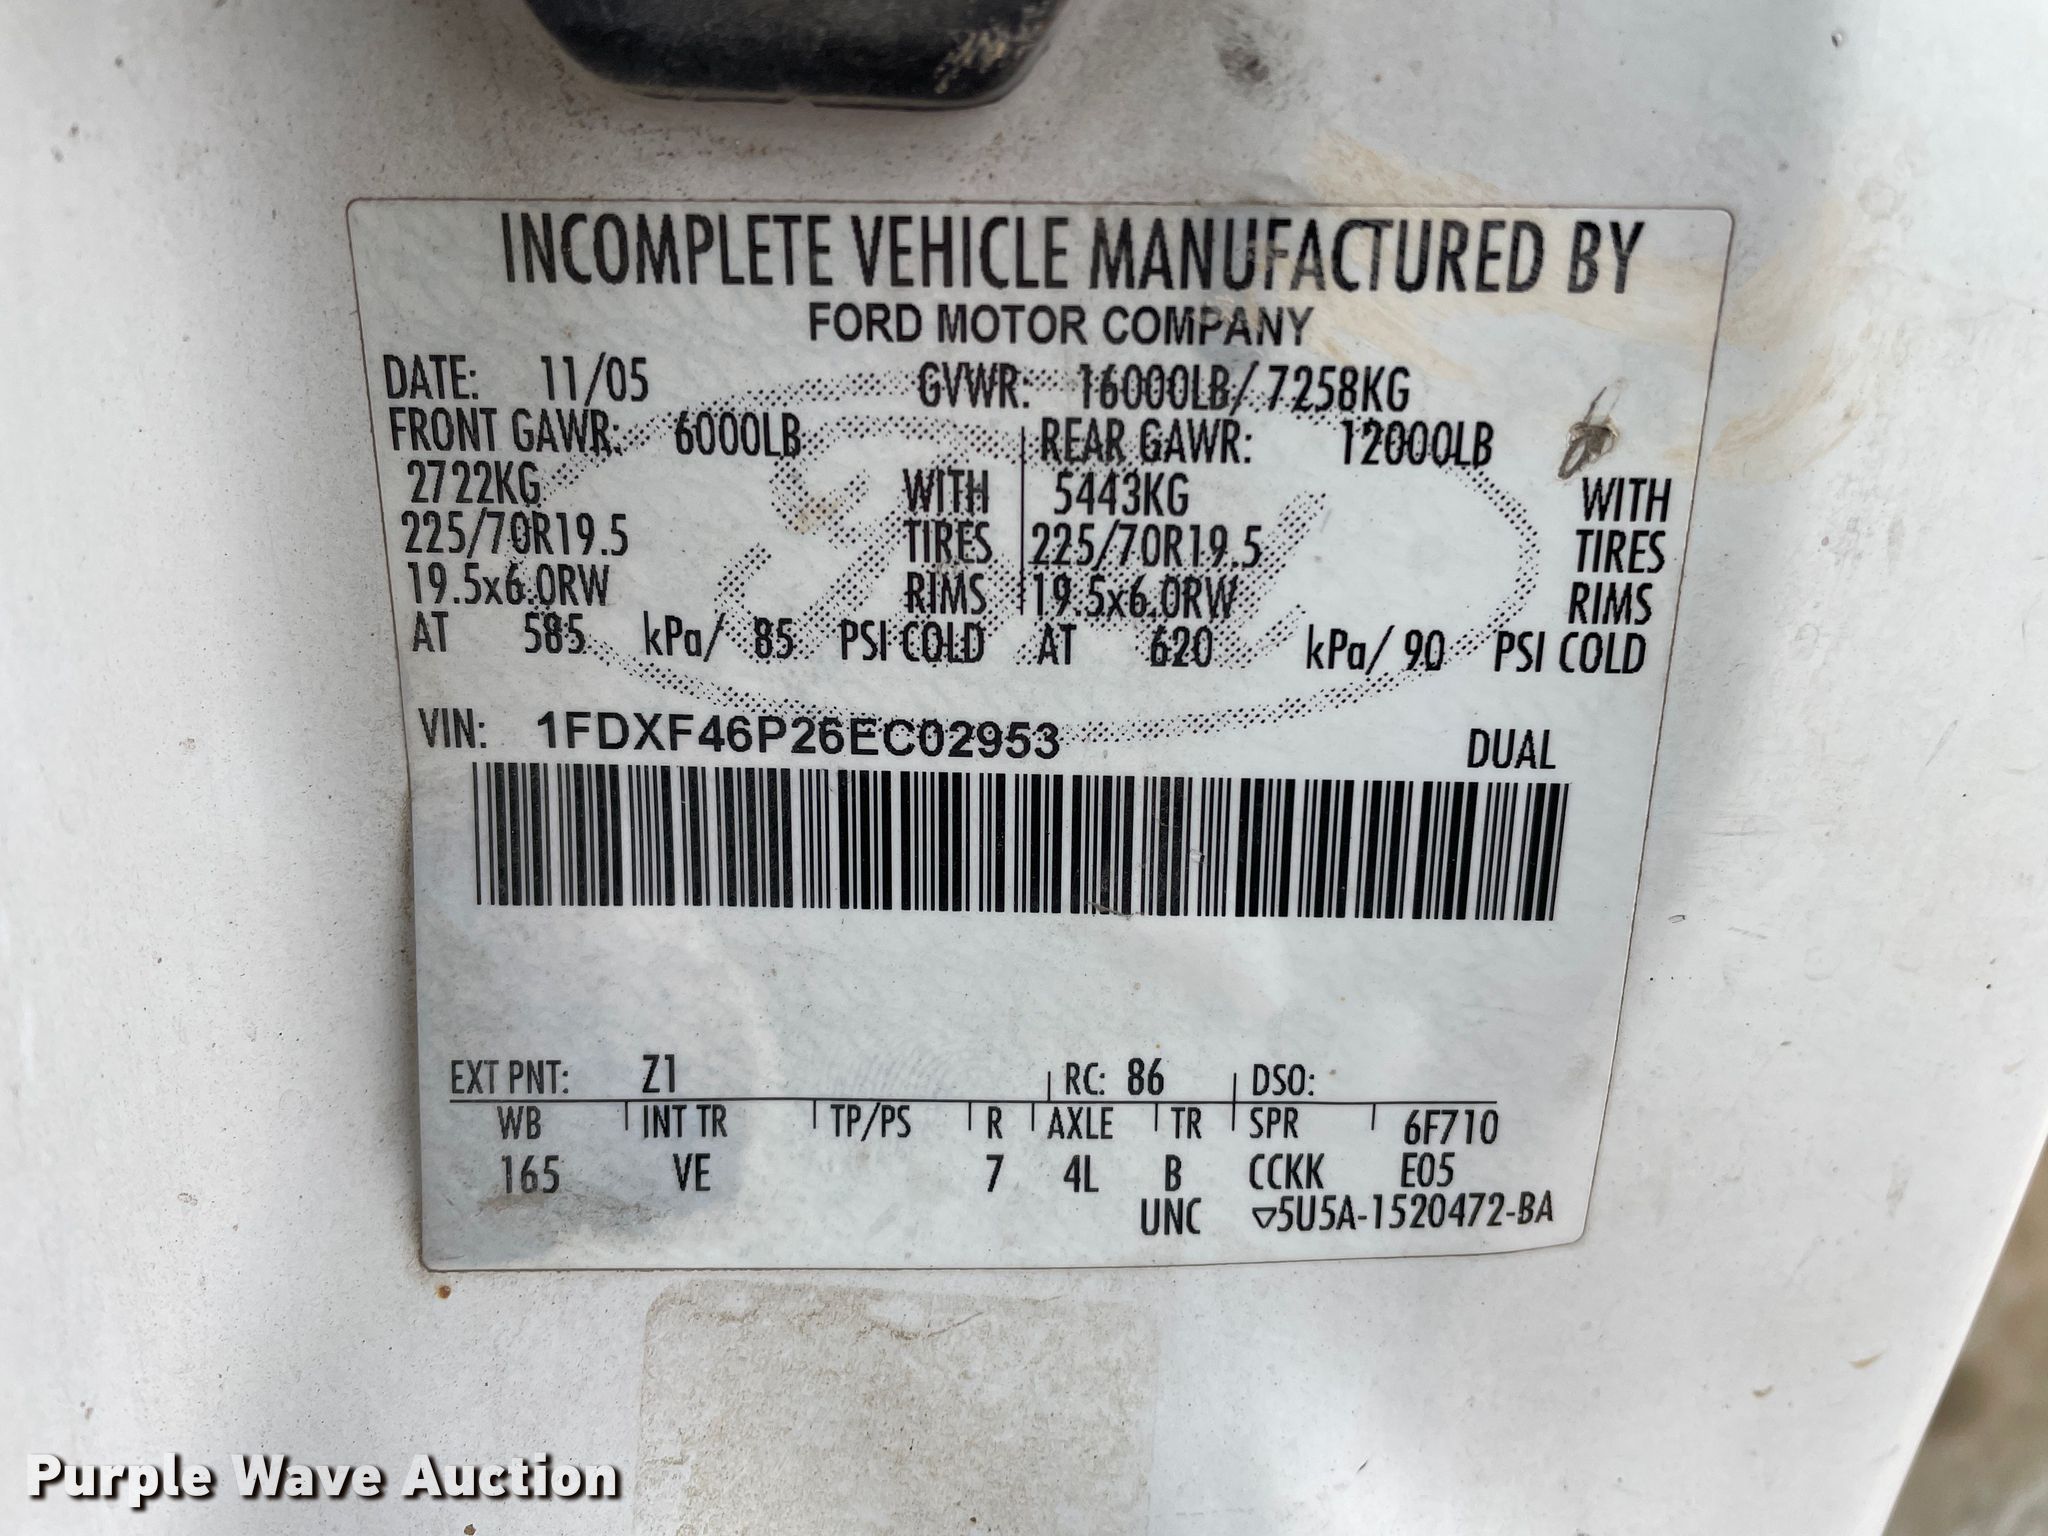 INCOMPLETE VEHICLE MANUFACTURED BY
FORD MOTOR COMPANY
DATE: 11/05 GVWR: 16000LB/ 7258KG
FRONT GAWR: 6000LB REAR GAWR: 12000LB
2722KG WITH 5443KG WITH
225/70R19.5 TIRES 225/70R19.5 TIRES
19.5x6.0RW RIMS 19.5x6.0RW RIMS
AT 585 kPa/ 85 PSI COLD AT 620 kPa/ 90 PSI COLD
VIN: 1FDXF46P26EC02953 DUAL
EXT PNT: Z1 RC: 86 DSO:
WB INT TR TP/PS R AXLE TR SPR 6F710
165 VE 7 4L B CCKK E05
UNC ▽5U5A-1520472-BA
Purple Wave Auction